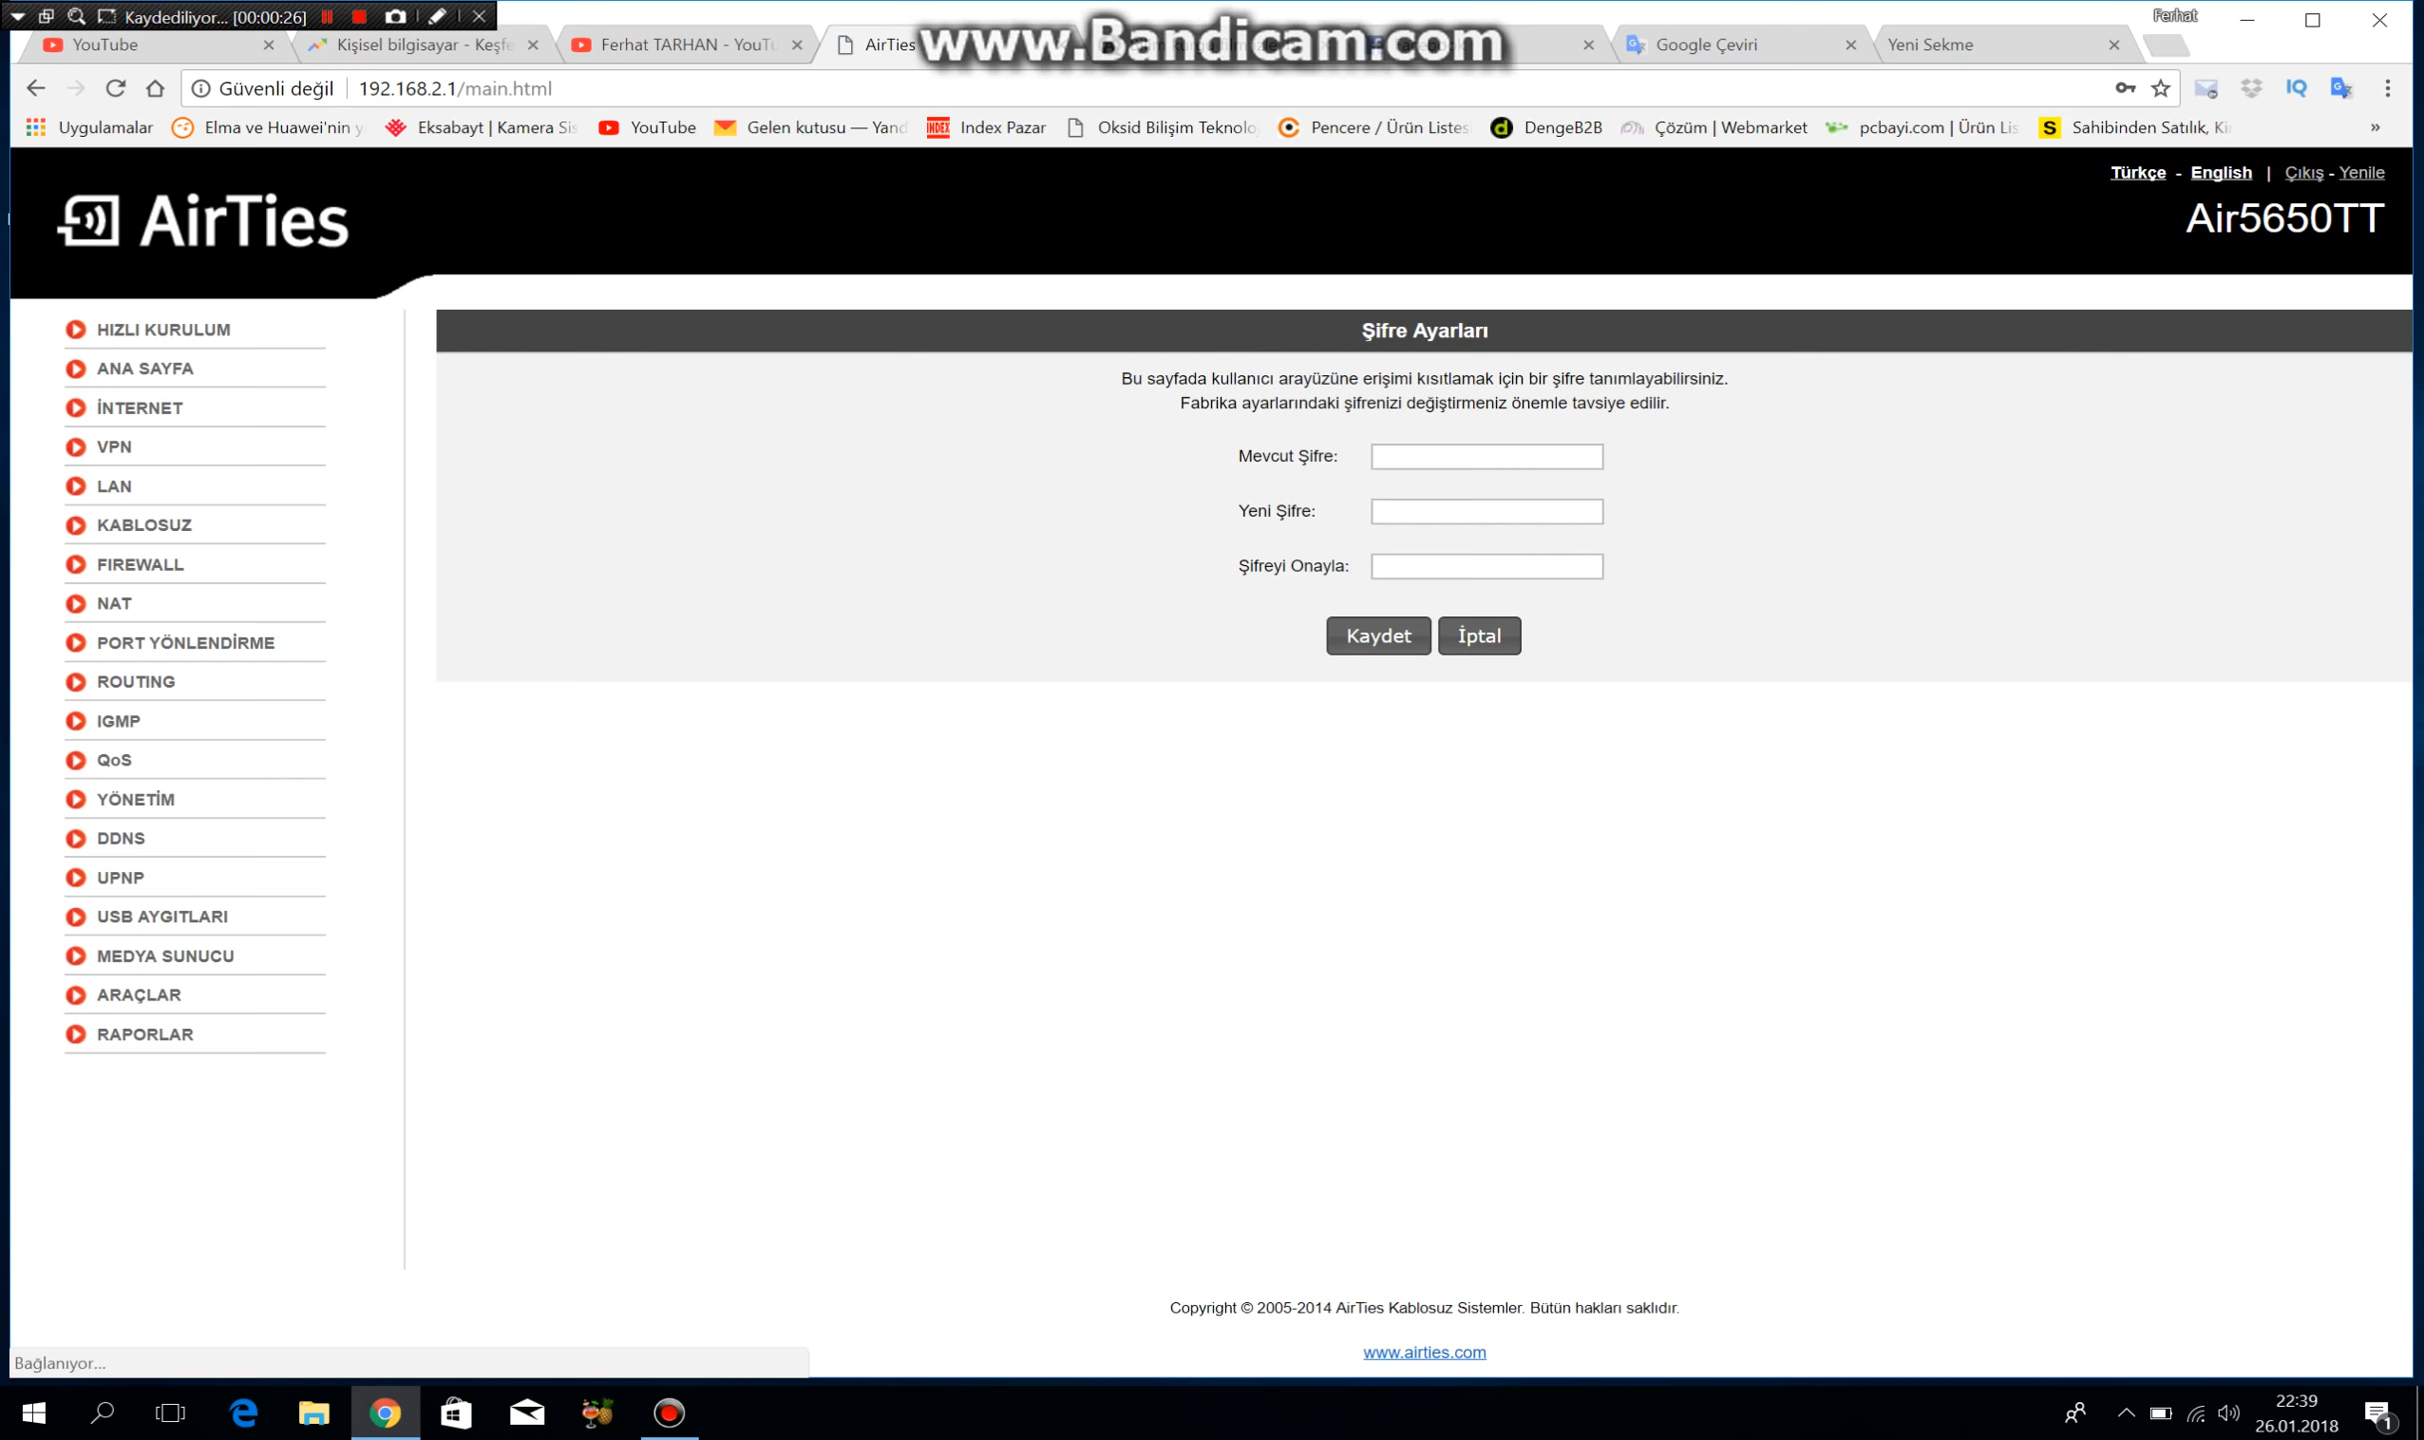 Kaydediliyor... [00:00:26]
www.Bandicam.com
Ferhat
YouTube
Kişisel bilgisayar - Keşfe
Ferhat TARHAN - YouTu
AirTies
Google Çeviri
Yeni Sekme
Güvenli değil
192.168.2.1/main.html
IQ
Uygulamalar
Elma ve Huawei'nin y
Eksabayt | Kamera Sis
YouTube
Gelen kutusu — Yand
INDEX
Index Pazar
Oksid Bilişim Teknolo
Pencere / Ürün Listes
DengeB2B
Çözüm | Webmarket
pcbayi.com | Ürün Lis
S
Sahibinden Satılık, Kir
»
Türkçe - English | Çıkış - Yenile
AirTies
Air5650TT
HIZLI KURULUM
ANA SAYFA
İNTERNET
VPN
LAN
KABLOSUZ
FIREWALL
NAT
PORT YÖNLENDİRME
ROUTING
IGMP
QoS
YÖNETİM
DDNS
UPNP
USB AYGITLARI
MEDYA SUNUCU
ARAÇLAR
RAPORLAR
Şifre Ayarları
Bu sayfada kullanıcı arayüzüne erişimi kısıtlamak için bir şifre tanımlayabilirsiniz.
Fabrika ayarlarındaki şifrenizi değiştirmeniz önemle tavsiye edilir.
Mevcut Şifre:
Yeni Şifre:
Şifreyi Onayla:
Kaydet
İptal
Copyright © 2005-2014 AirTies Kablosuz Sistemler. Bütün hakları saklıdır.
www.airties.com
Bağlanıyor...
22:39
26.01.2018
1